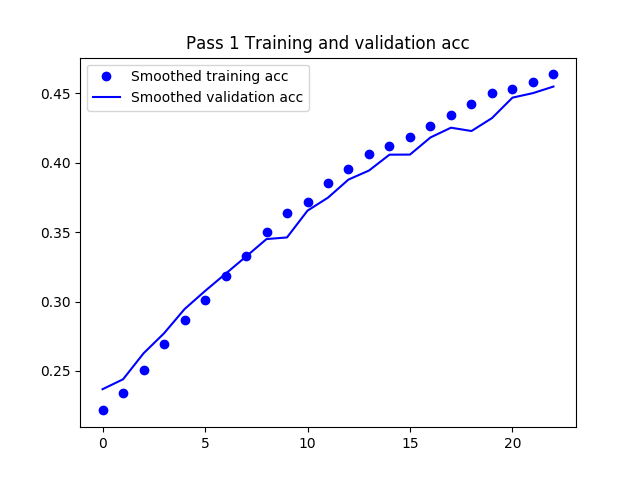 Pass 1 Training and validation acc
Smoothed training acc
Smoothed validation acc
0.45
0.40
0.35
0.30
0.25
0 5 10 15 20